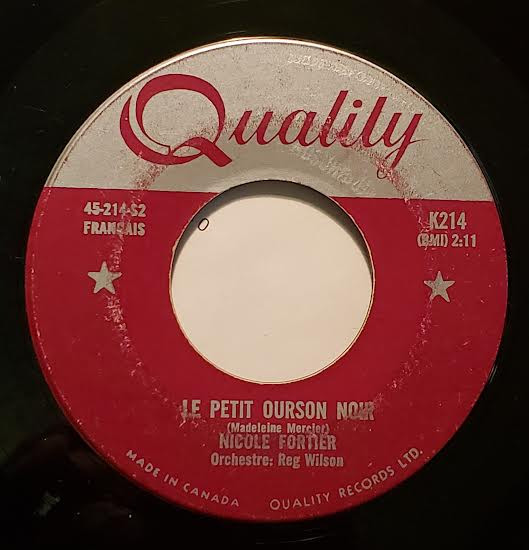 Quality
45-214-S2
FRANÇAIS
K214
(BMI) 2:11
LE PETIT OURSON NOIR
(Madeleine Mercier)
NICOLE FORTIER
Orchestre: Reg Wilson
MADE IN CANADA QUALITY RECORDS LTD.